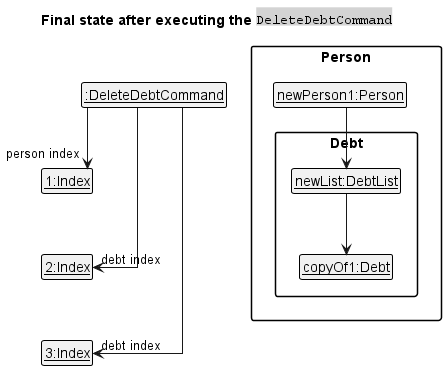 Final state after executing the DeleteDebtCommand
Person
:DeleteDebtCommand
newPerson1:Person
person index
Debt
1:Index
newList:DebtList
2:Index
debt index
copyOf1:Debt
3:Index
debt index